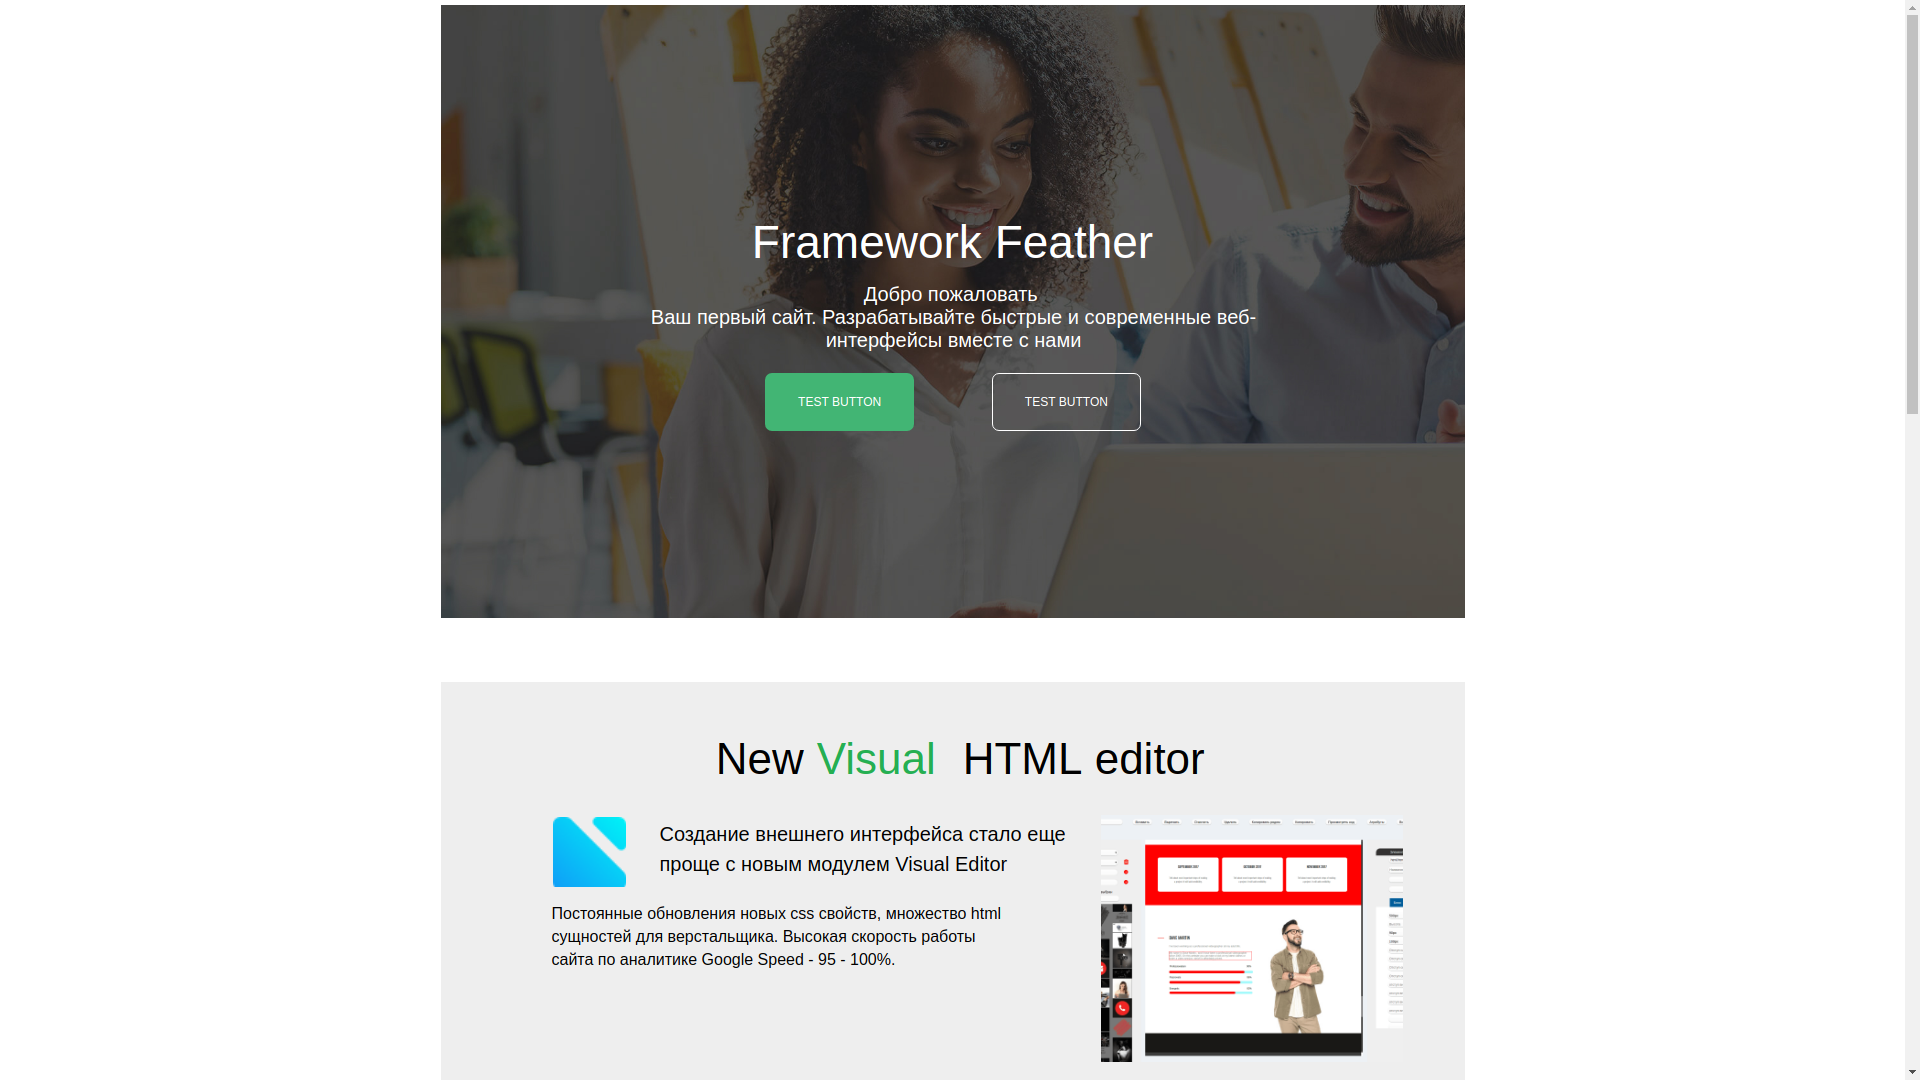 Framework Feather
Добро пожаловать
Ваш первый сайт. Разрабатывайте быстрые и современные веб-
интерфейсы вместе с нами
TEST BUTTON
TEST BUTTON
New Visual HTML editor
Создание внешнего интерфейса стало еще
проще с новым модулем Visual Editor
Постоянные обновления новых css свойств, множество html
сущностей для верстальщика. Высокая скорость работы
сайта по аналитике Google Speed - 95 - 100%.